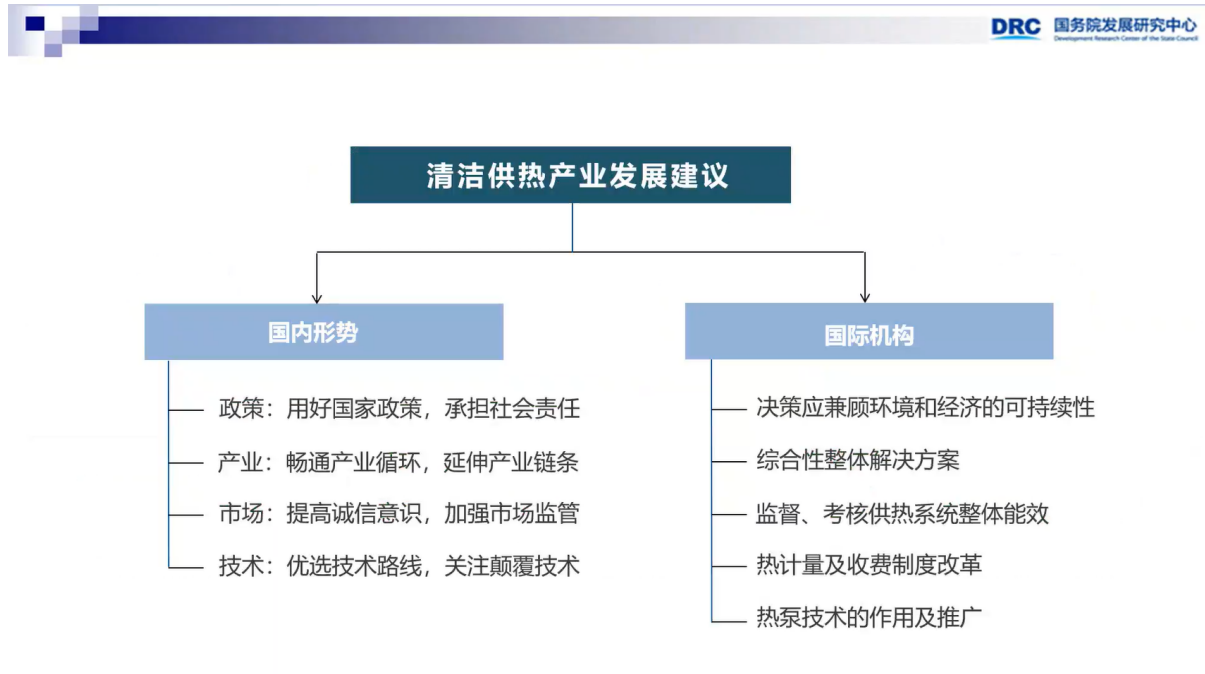 DRC 国务院发展研究中心
Development Research Center of the State Council
清洁供热产业发展建议
国内形势
政策：用好国家政策，承担社会责任
产业：畅通产业循环，延伸产业链条
市场：提高诚信意识，加强市场监管
技术：优选技术路线，关注颠覆技术
国际机构
决策应兼顾环境和经济的可持续性
综合性整体解决方案
监督、考核供热系统整体能效
热计量及收费制度改革
热泵技术的作用及推广